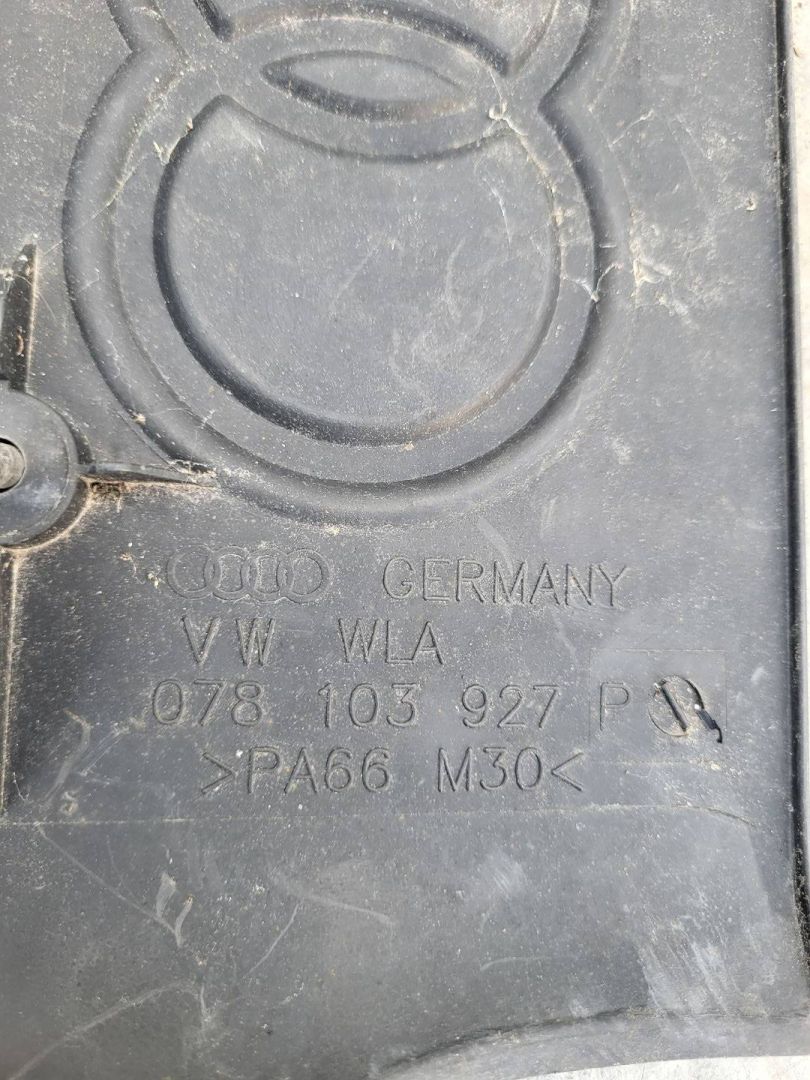 GERMANY
VW WLA
078 103 927 P
>PA66 M30<